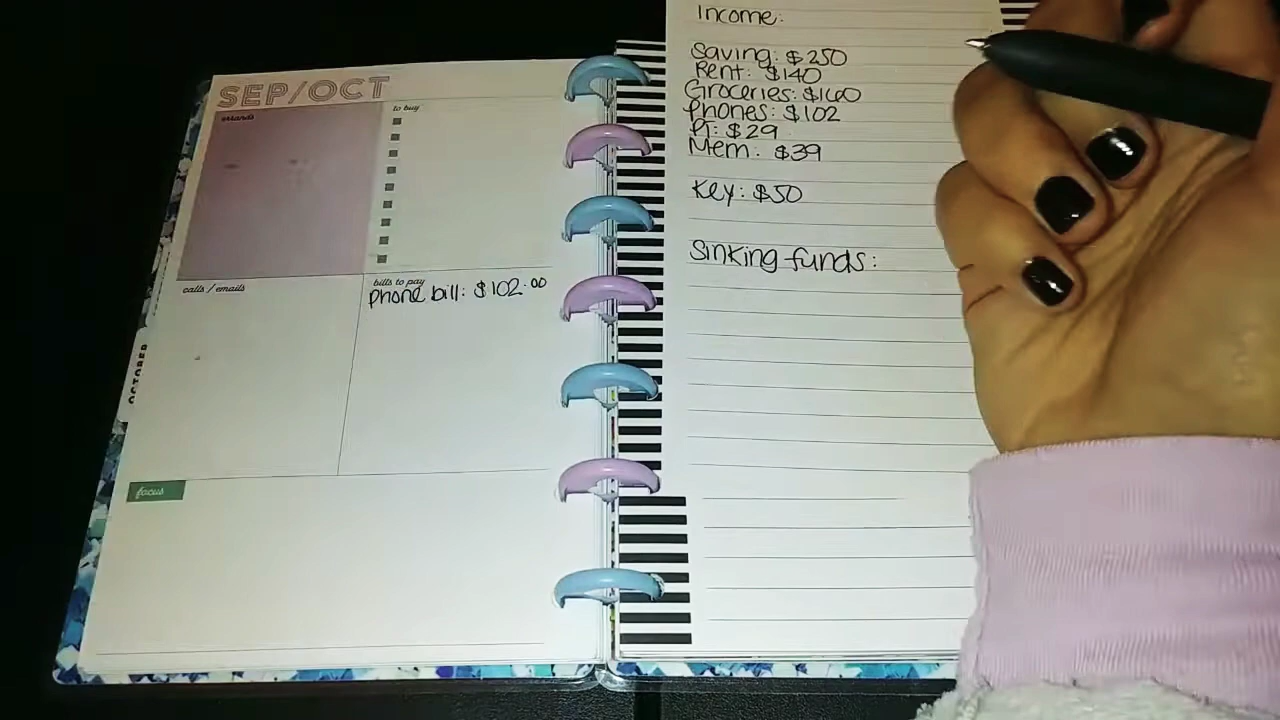 SEP/OCT
errands
to buy
calls / emails
bills to pay
phone bill: $102.00
OCTOBER
focus
Income:
Saving: $250
Rent: $140
Groceries: $160
Phones: $102
PT: $29
Mem: $39
Key: $50
Sinking funds: